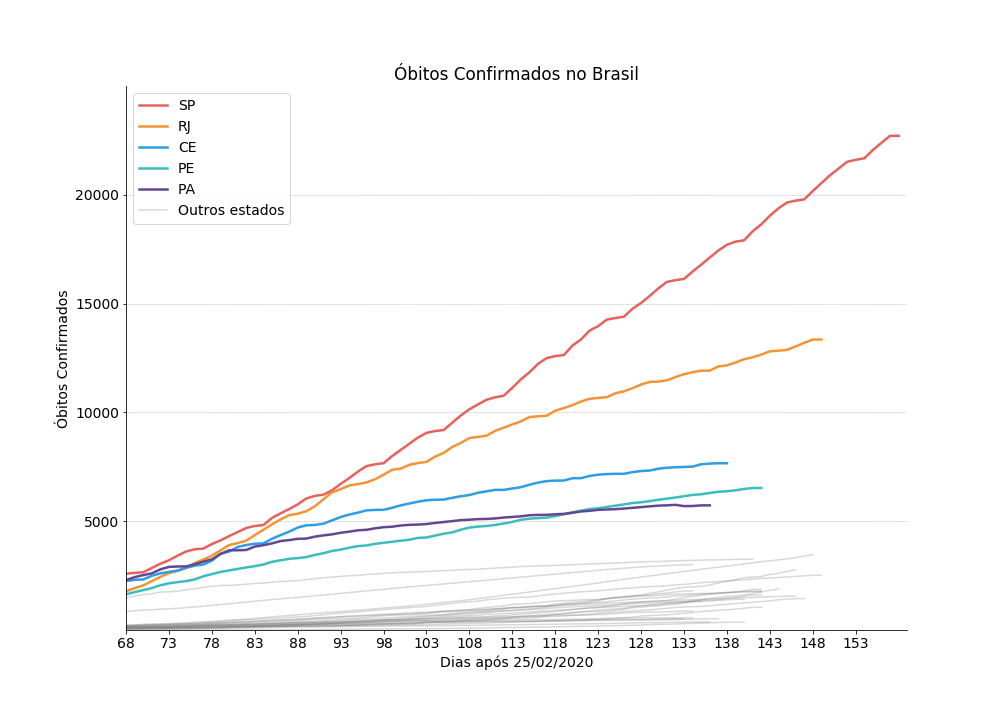 Óbitos Confirmados no Brasil
SP
RJ
CE
PE
PA
Outros estados
20000
15000
10000
5000
Óbitos Confirmados
68 73 78 83 88 93 98 103 108 113 118 123 128 133 138 143 148 153
Dias após 25/02/2020